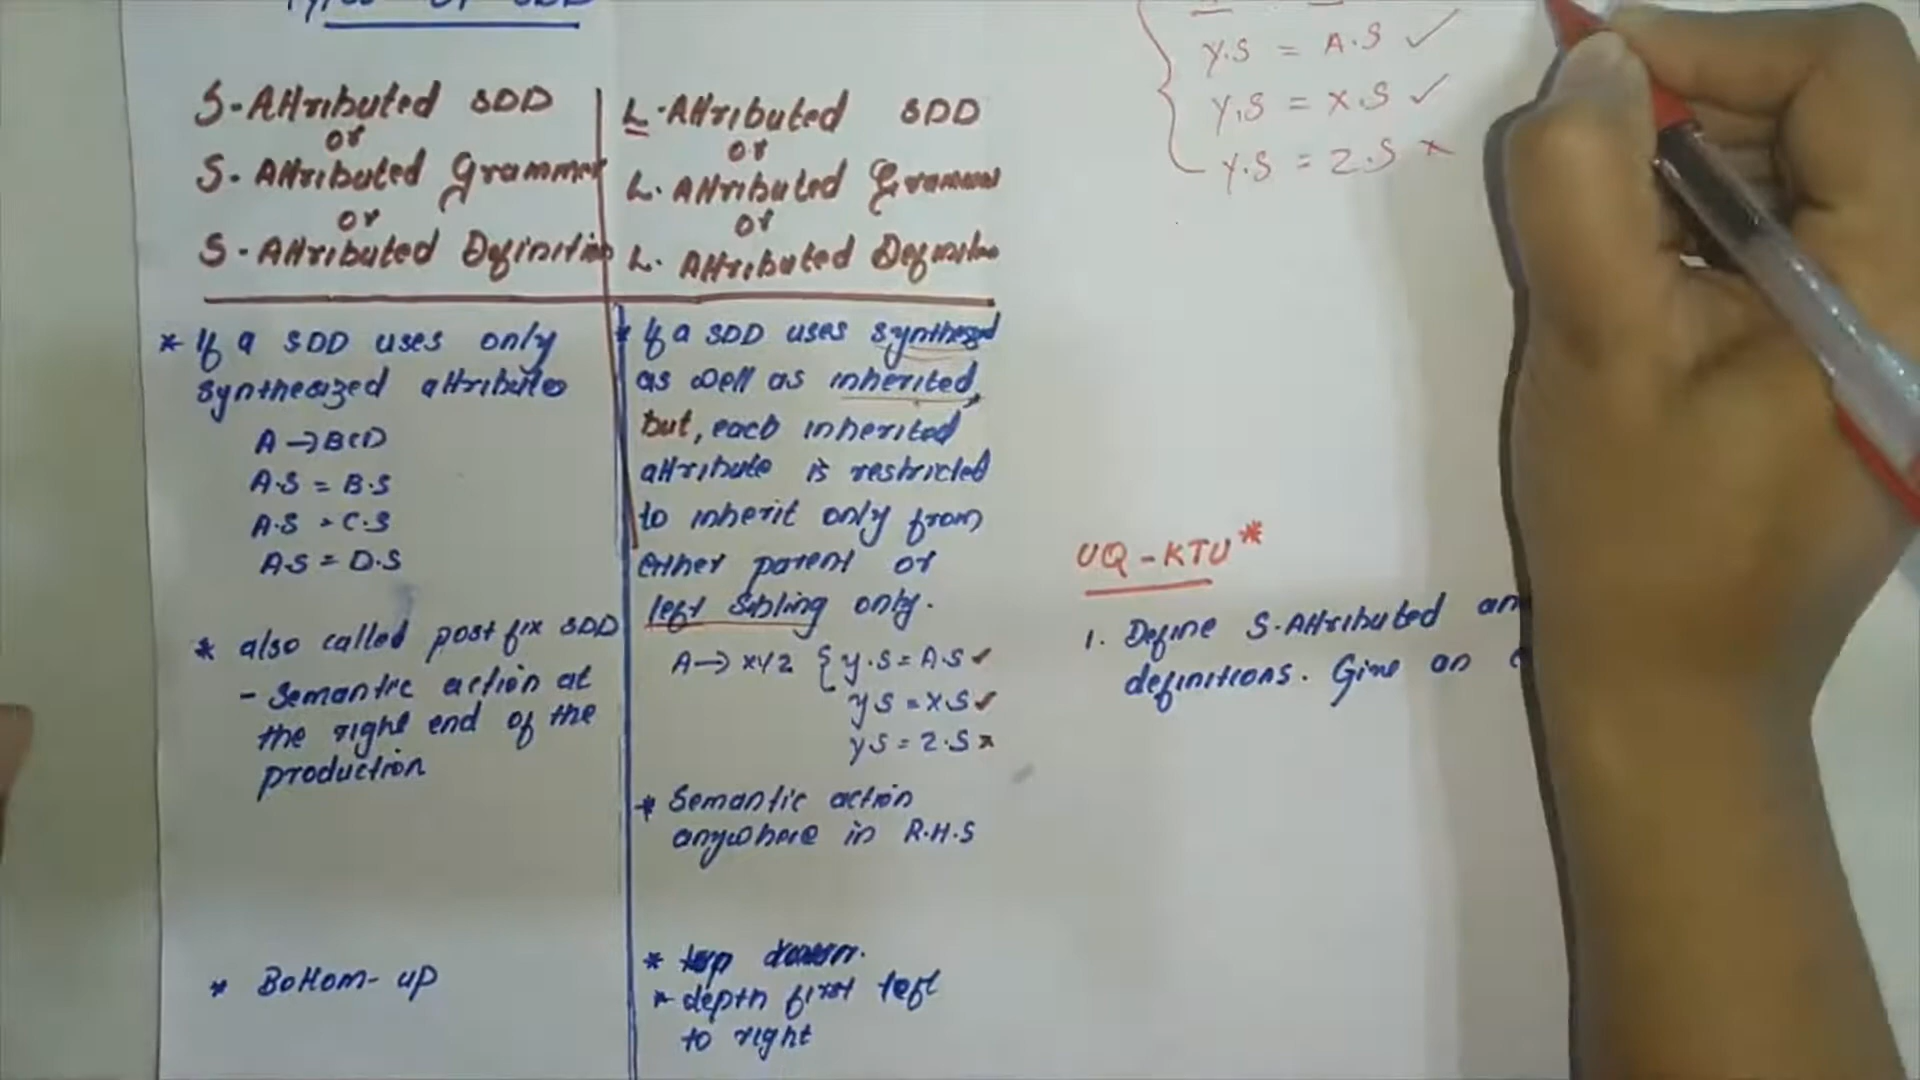 S-Attributed SDD
or
S-Attributed Grammer
or
S-Attributed Definition
* If a SDD uses only
synthesized attributes
A → BCD
A.S = B.S
A.S = C.S
A.S = D.S
* also called postfix SDD
- Semantic action at
the right end of the
production
* Bottom-up
L-Attributed SDD
or
L-Attributed Grammar
or
L-Attributed Definition
* If a SDD uses synthesized
as well as inherited,
but, each inherited
attribute is restricted
to inherit only from
either parent or
left sibling only.
A → XYZ { Y.S = A.S ✓
Y.S = X.S ✓
Y.S = Z.S x
* Semantic action
anywhere in R.H.S
* top down.
* depth first left
to right
Y.S = A.S ✓
Y.S = X.S ✓
Y.S = Z.S x
UQ - KTU*
1. Define S-Attributed
definitions. Give an